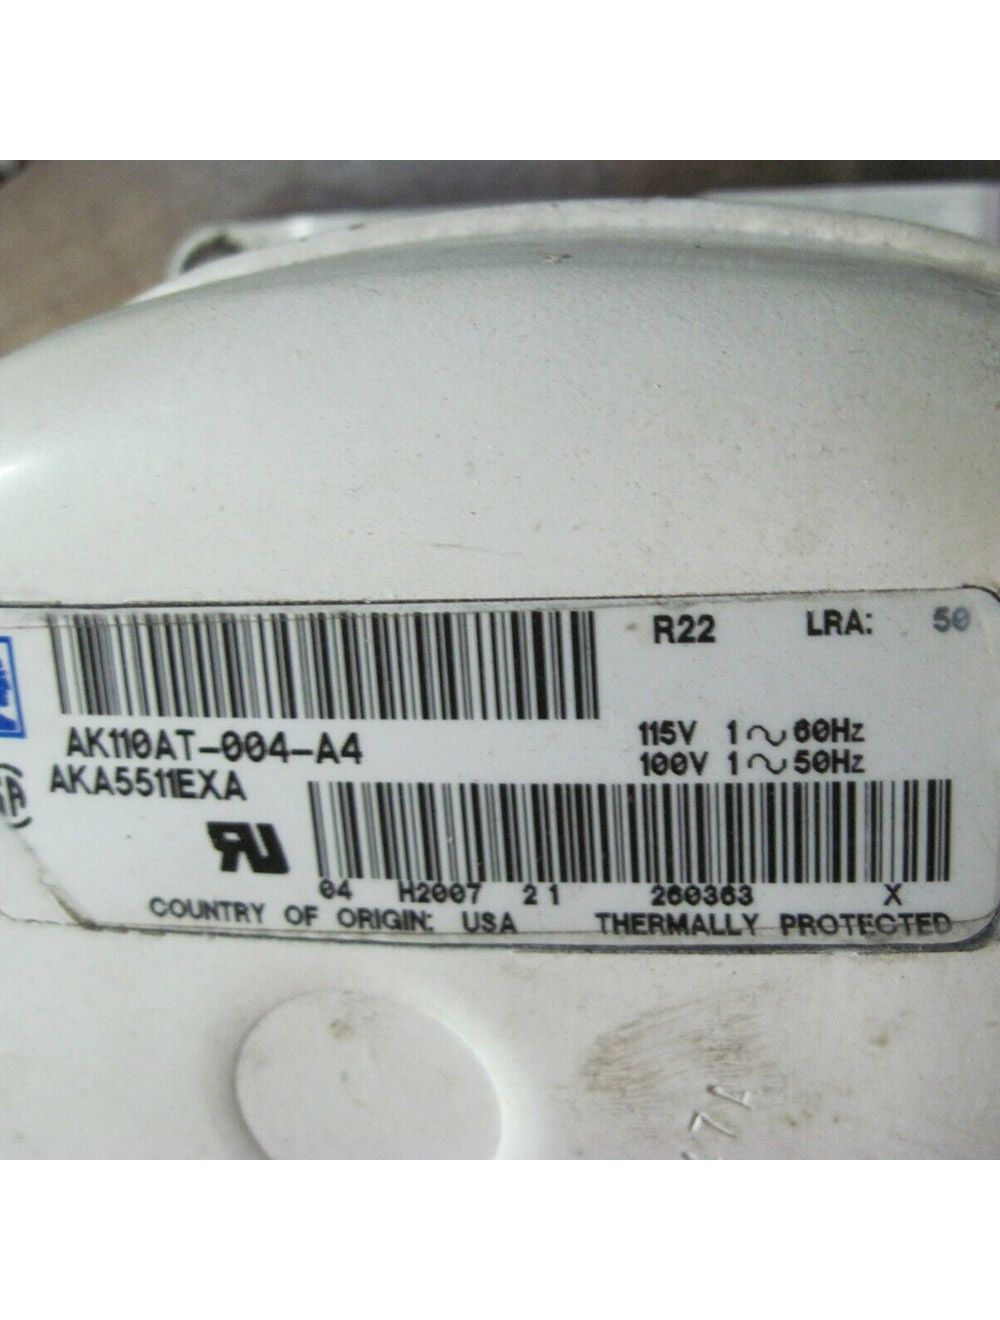 R22 LRA: 50
AK110AT-004-A4
115V 1~60Hz
AKA5511EXA
100V 1~50Hz
04 H2007 21 260363 X
COUNTRY OF ORIGIN: USA THERMALLY PROTECTED
7A